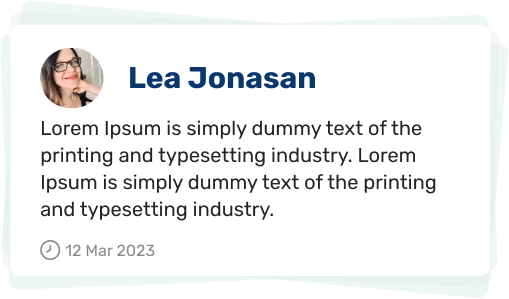 Lea Jonasan
Lorem Ipsum is simply dummy text of the
printing and typesetting industry. Lorem
Ipsum is simply dummy text of the printing
and typesetting industry.
12 Mar 2023